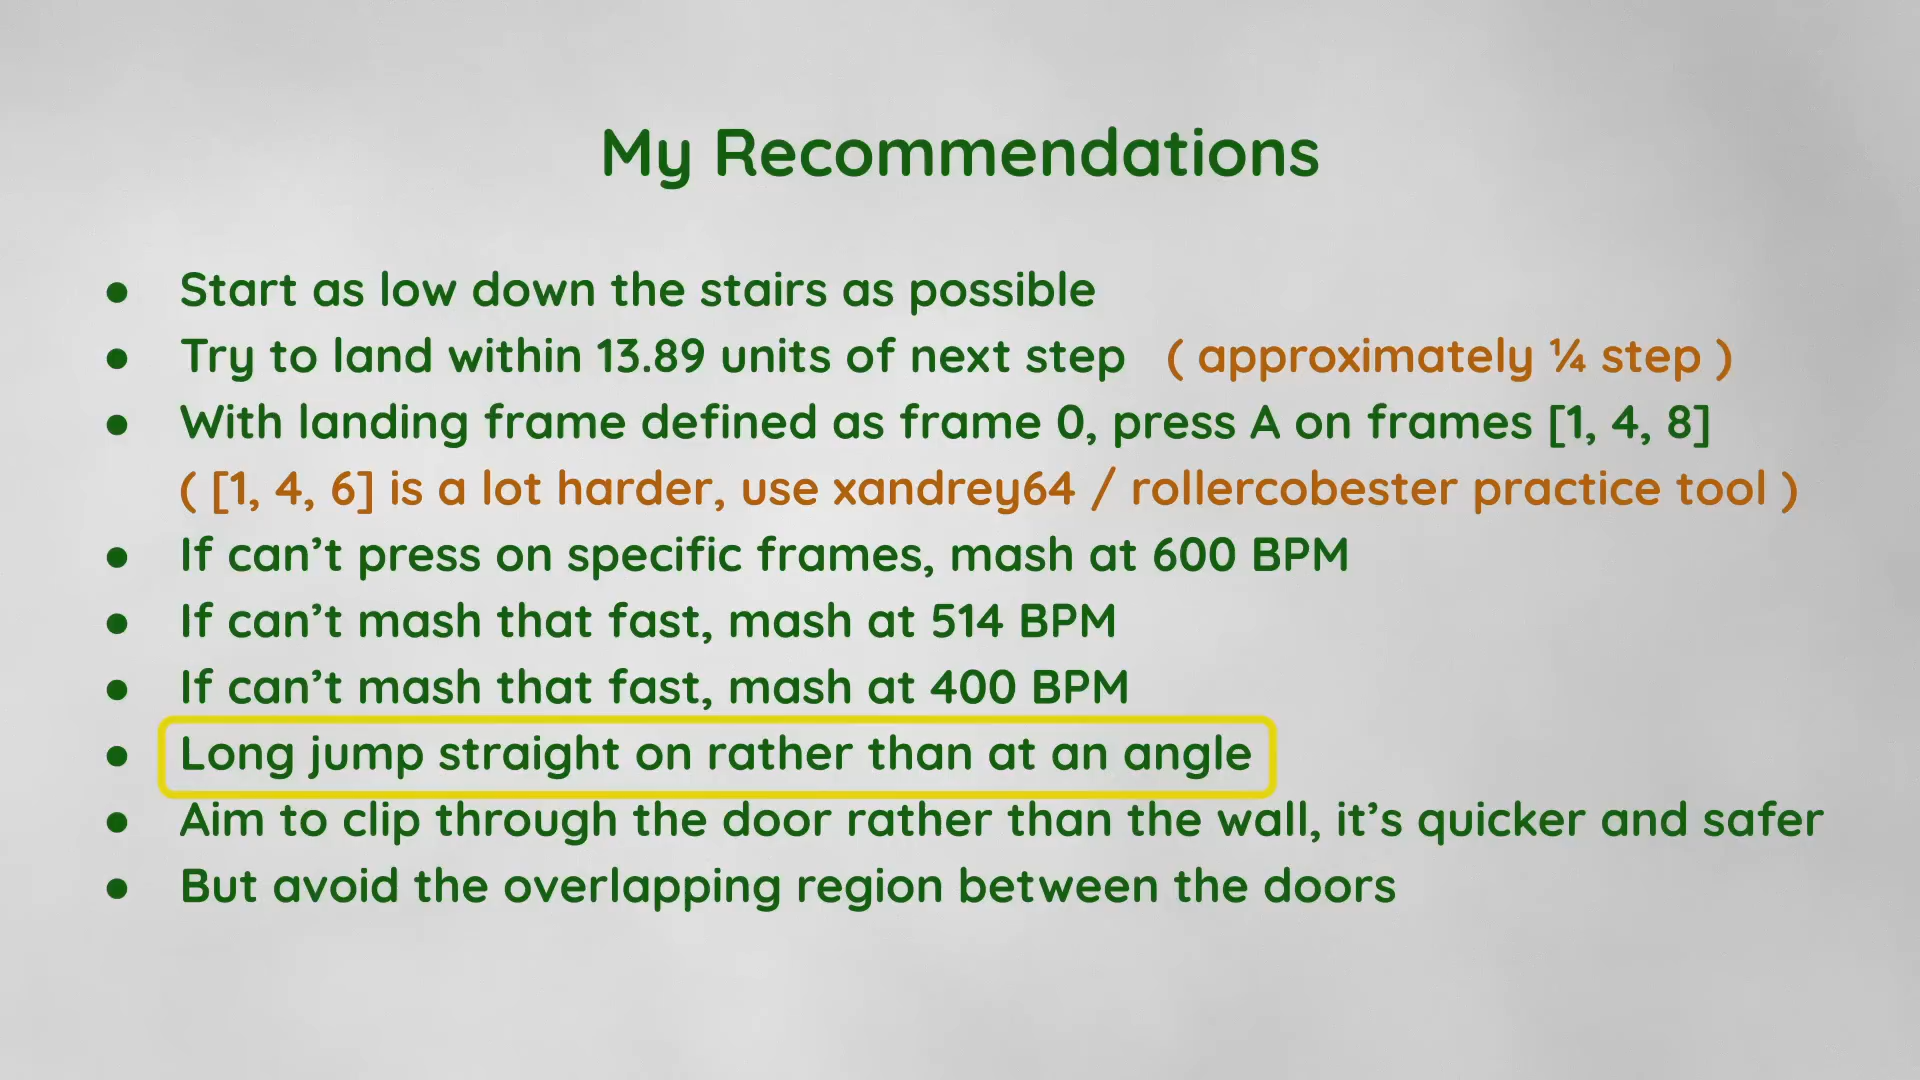 My Recommendations
● Start as low down the stairs as possible
● Try to land within 13.89 units of next step ( approximately ¼ step )
● With landing frame defined as frame 0, press A on frames [1, 4, 8]
( [1, 4, 6] is a lot harder, use xandrey64 / rollercobester practice tool )
● If can’t press on specific frames, mash at 600 BPM
● If can’t mash that fast, mash at 514 BPM
● If can’t mash that fast, mash at 400 BPM
● Long jump straight on rather than at an angle
● Aim to clip through the door rather than the wall, it’s quicker and safer
● But avoid the overlapping region between the doors